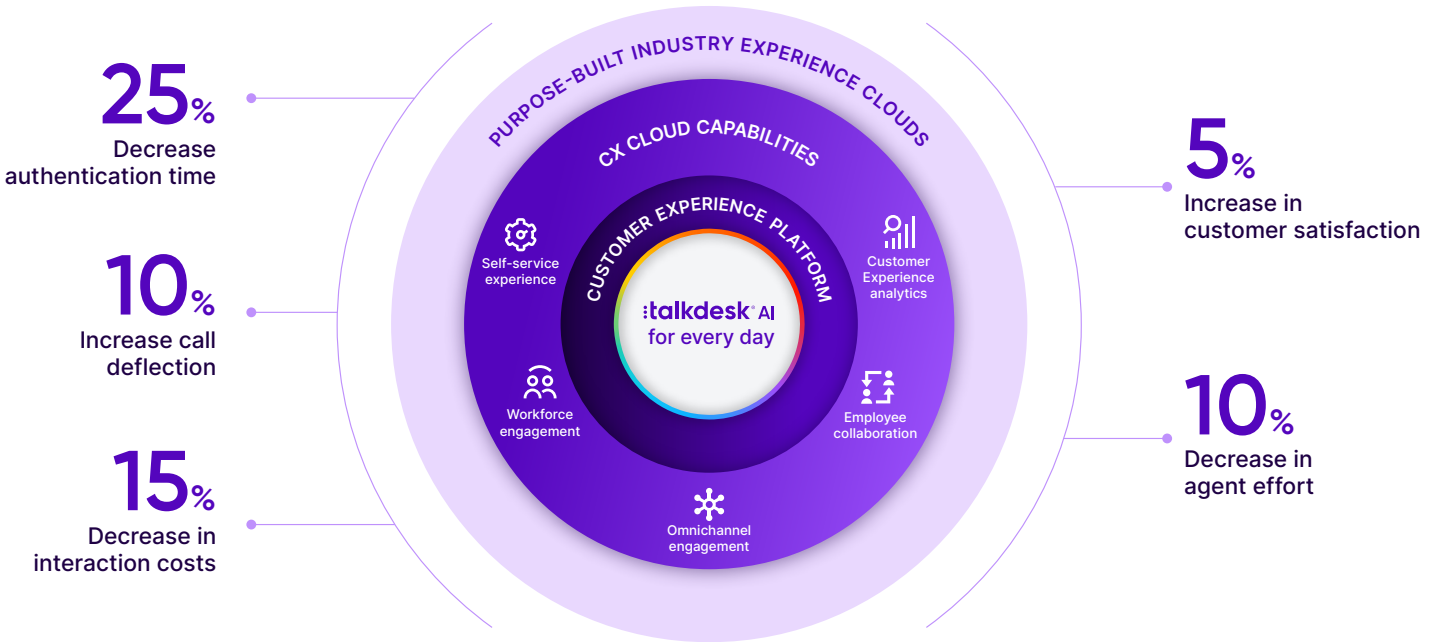 PURPOSE-BUILT INDUSTRY EXPERIENCE CLOUDS
CX CLOUD CAPABILITIES
CUSTOMER EXPERIENCE PLATFORM
:talkdesk® AI
for every day
Self-service
experience
Customer
Experience
analytics
Workforce
engagement
Employee
collaboration
Omnichannel
engagement
25%
Decrease
authentication time
10%
Increase call
deflection
15%
Decrease in
interaction costs
5%
Increase in
customer satisfaction
10%
Decrease in
agent effort